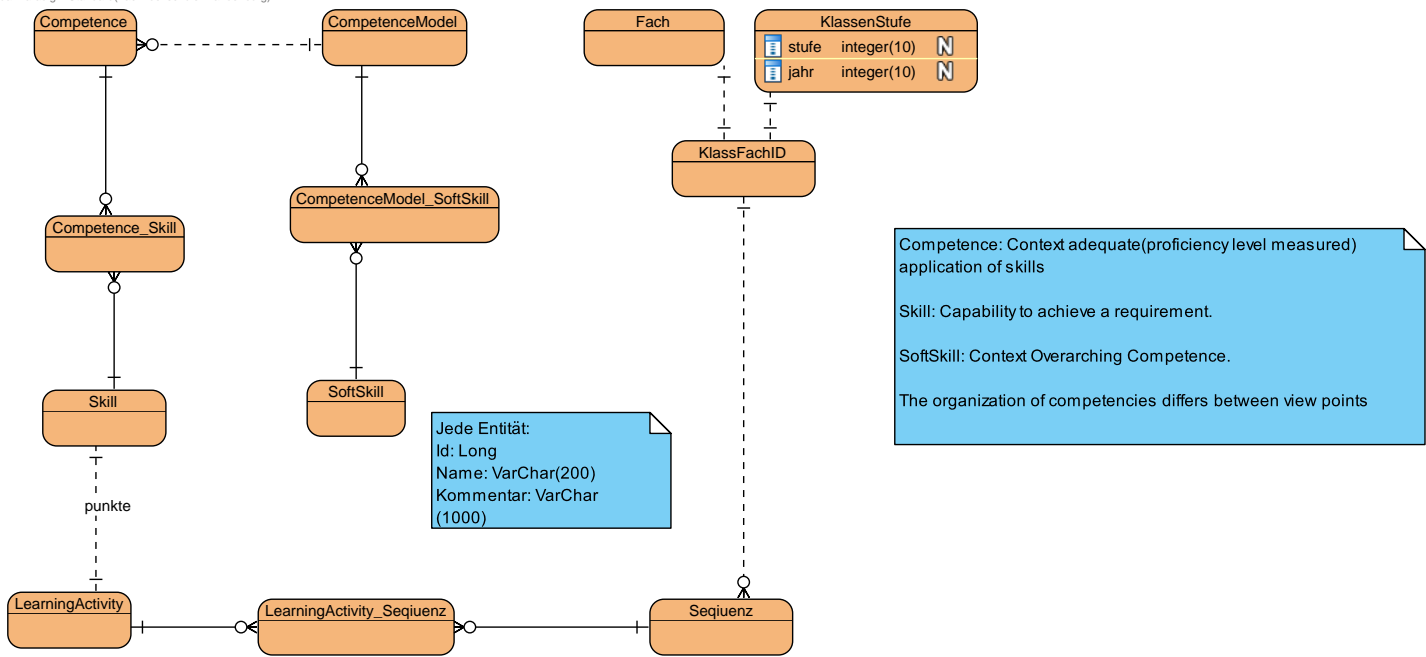 Competence
CompetenceModel
Fach
KlassenStufe
stufe integer(10) N
jahr integer(10) N
KlassFachID
Competence_Skill
CompetenceModel_SoftSkill
Competence: Context adequate(proficiency level measured)
application of skills
Skill: Capability to achieve a requirement.
SoftSkill: Context Overarching Competence.
The organization of competencies differs between view points
Skill
SoftSkill
Jede Entität:
Id: Long
Name: VarChar(200)
Kommentar: VarChar
(1000)
punkte
LearningActivity
LearningActivity_Seqiuenz
Seqiuenz